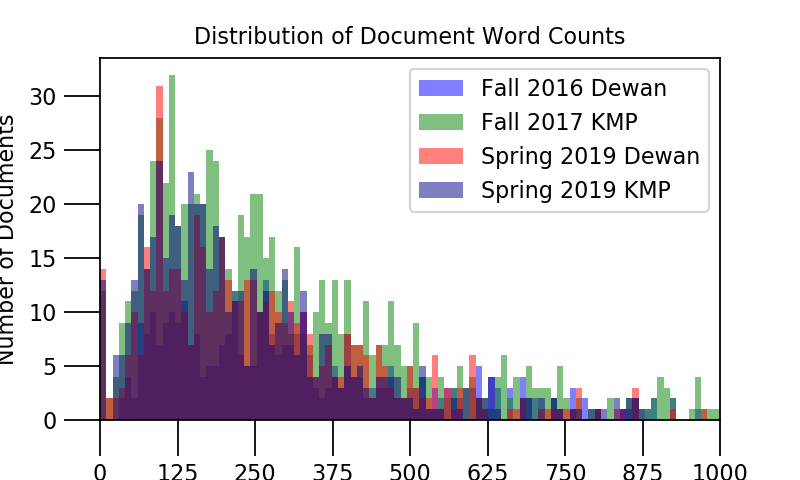 Distribution of Document Word Counts
Number of Documents
30
25
20
15
10
5
0
Fall 2016 Dewan
Fall 2017 KMP
Spring 2019 Dewan
Spring 2019 KMP
0 125 250 375 500 625 750 875 1000